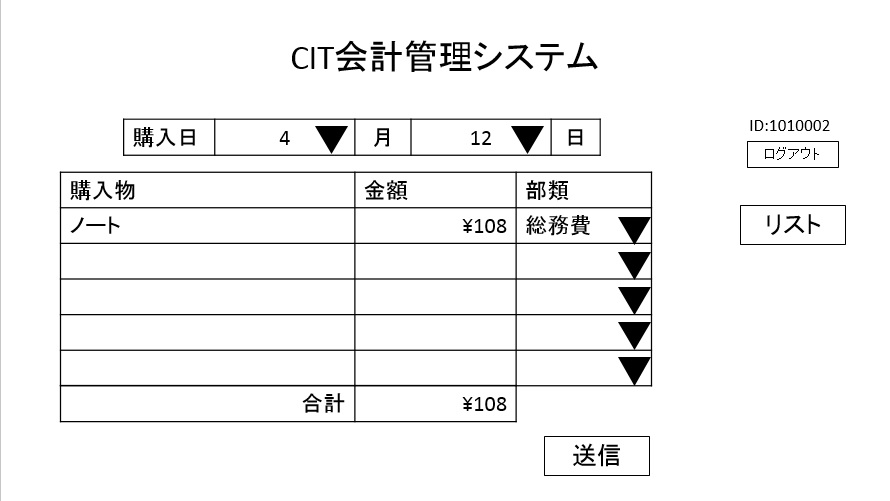 CIT会計管理システム
購入日 4 月 12 日
ID:1010002
ログアウト
購入物 金額 部類
リスト
ノート ¥108 総務費
合計 ¥108
送信